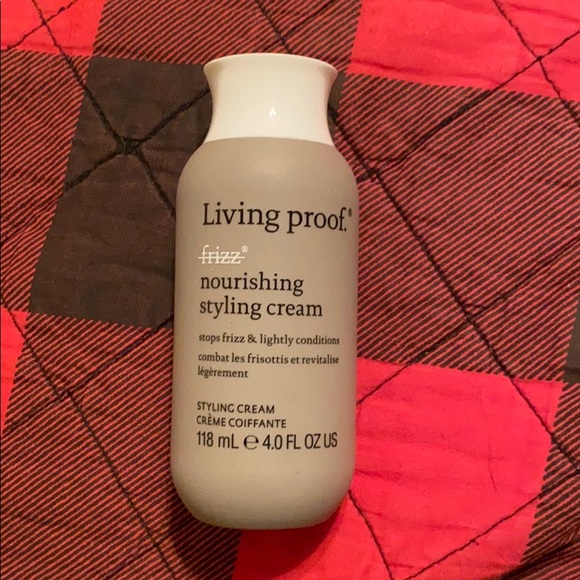 Living proof.®
frizz®
nourishing
styling cream
stops frizz & lightly conditions
combat les frisottis et revitalise
légèrement
STYLING CREAM
CRÈME COIFFANTE
118 mL ℮ 4.0 FL OZ US